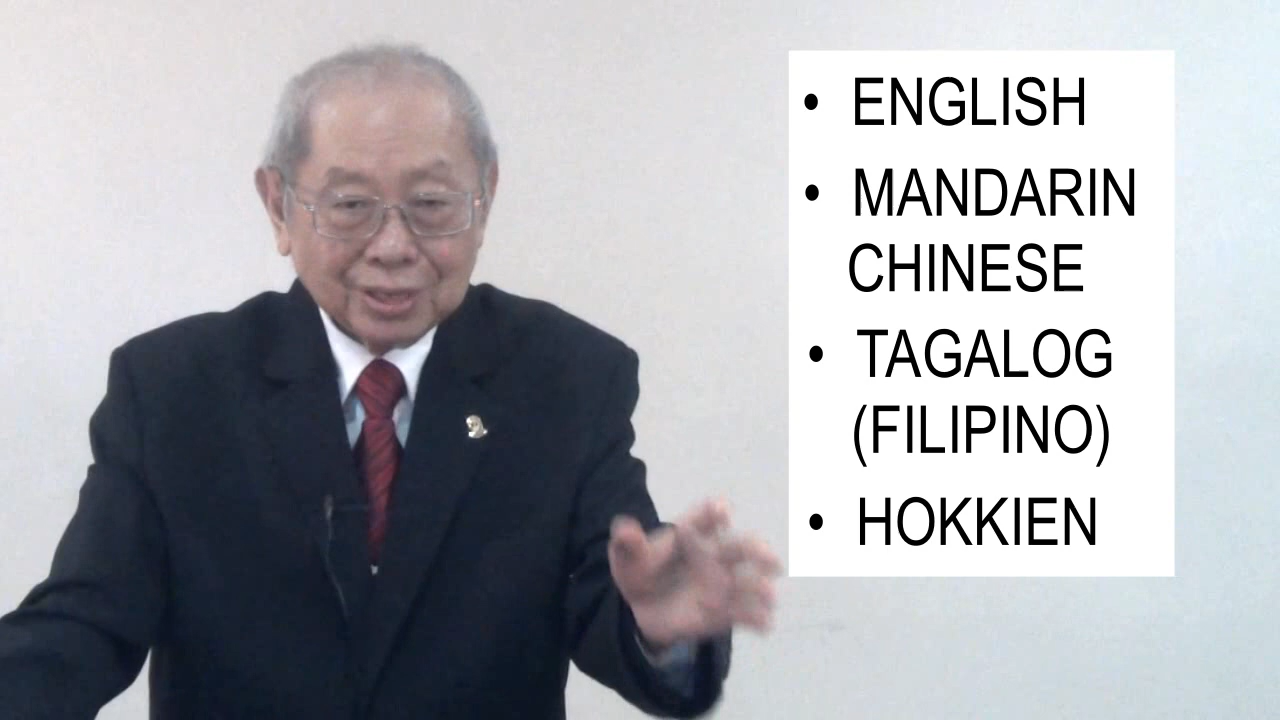 • ENGLISH
• MANDARIN
CHINESE
• TAGALOG
(FILIPINO)
• HOKKIEN